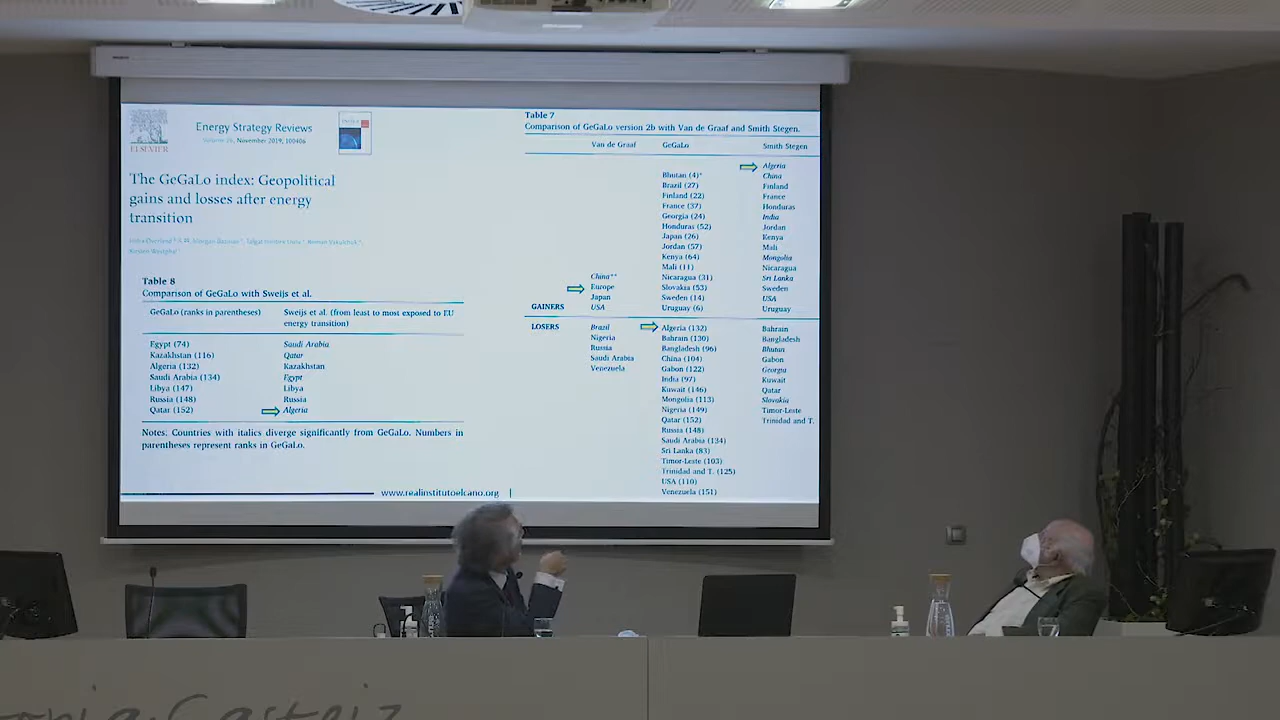 ELSEVIER
Energy Strategy Reviews
Volume 26, November 2019, 100406
The GeGaLo index: Geopolitical
gains and losses after energy
transition
Table 8
Comparison of GeGaLo with Sweijs et al.
GeGaLo (ranks in parentheses)
Sweijs et al. (from least to most exposed to EU
energy transition)
Egypt (74)
Saudi Arabia
Kazakhstan (116)
Qatar
Algeria (132)
Kazakhstan
Saudi Arabia (134)
Egypt
Libya (147)
Libya
Russia (148)
Russia
Qatar (152)
Algeria
Notes: Countries with italics diverge significantly from GeGaLo. Numbers in
parentheses represent ranks in GeGaLo.
www.realinstitutoelcano.org |
Table 7
Comparison of GeGaLo version 2b with Van de Graaf and Smith Stegen.
Van de Graaf
GeGaLo
Smith Stegen
GAINERS
China**
Europe
Japan
USA
Bhutan (4)*
Brazil (27)
Finland (22)
France (37)
Georgia (24)
Honduras (52)
Japan (26)
Jordan (57)
Kenya (64)
Mali (11)
Nicaragua (31)
Slovakia (53)
Sweden (14)
Uruguay (6)
Algeria
China
Finland
France
Honduras
India
Jordan
Kenya
Mali
Mongolia
Nicaragua
Sri Lanka
Sweden
USA
Uruguay
LOSERS
Brazil
Nigeria
Russia
Saudi Arabia
Venezuela
Algeria (132)
Bahrain (130)
Bangladesh (96)
China (104)
Gabon (122)
India (97)
Kuwait (146)
Mongolia (113)
Nigeria (149)
Qatar (152)
Russia (148)
Saudi Arabia (134)
Sri Lanka (83)
Timor-Leste (103)
Trinidad and T. (125)
USA (110)
Venezuela (151)
Bahrain
Bangladesh
Bhutan
Gabon
Georgia
Kuwait
Qatar
Slovakia
Timor-Leste
Trinidad and T.